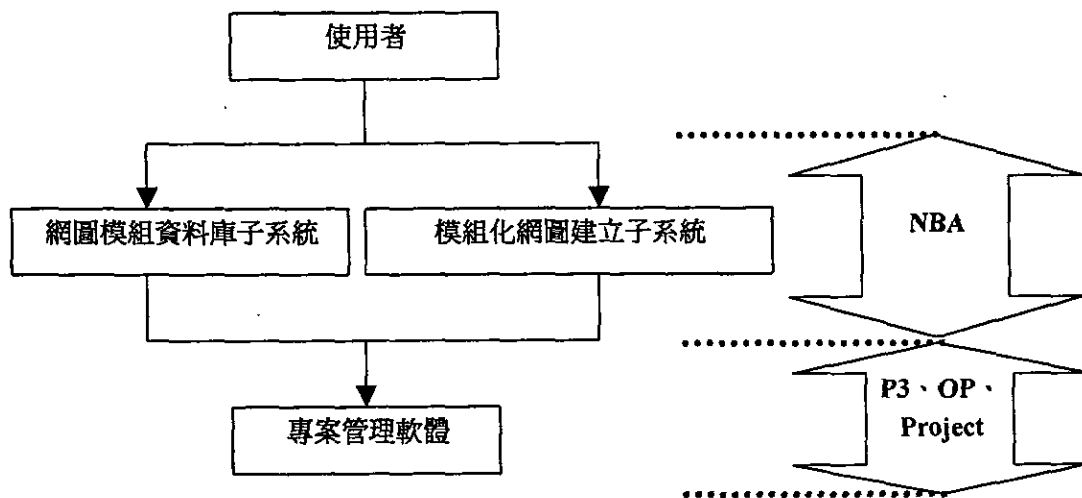 使用者
網圖模組資料庫子系統
模組化網圖建立子系統
NBA
P3、OP、
Project
專案管理軟體